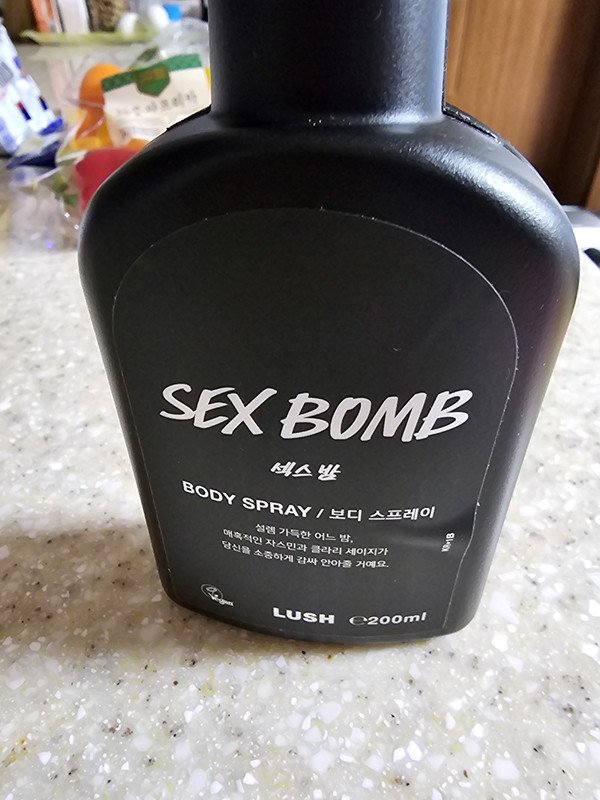 SEX BOMB
섹스 밤
BODY SPRAY / 보디 스프레이
설렘 가득한 어느 밤,
매혹적인 자스민과 클라리 세이지가
당신을 소중하게 감싸 안아줄 거예요.
Vegan
LUSH ℮200ml